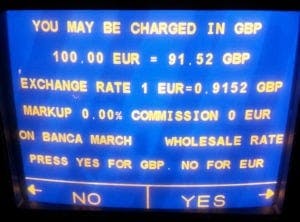 YOU MAY BE CHARGED IN GBP
100.00 EUR = 91.52 GBP
EXCHANGE RATE 1 EUR=0.9152 GBP
MARKUP 0.00% COMMISSION 0 EUR
ON BANCA MARCH WHOLESALE RATE
PRESS YES FOR GBP. NO FOR EUR
NO YES